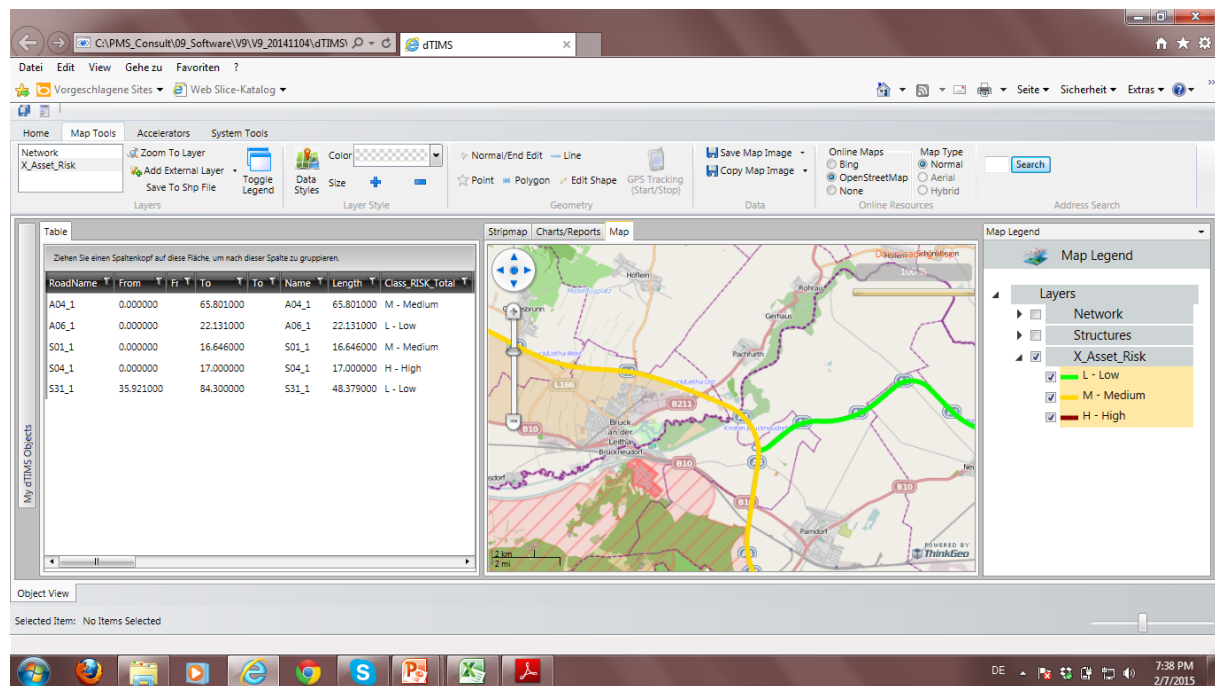 C:\PMS_Consult\09_Software\V9\V9_20141104\dTIMS\
dTIMS
Datei Edit View Gehe zu Favoriten ?
Vorgeschlagene Sites Web Slice-Katalog Seite Sicherheit Extras
Home Map Tools Accelerators System Tools
Network
X_Asset_Risk
Zoom To Layer
Add External Layer
Save To Shp File
Toggle Legend
Layers
Data Styles
Color
Size
Layer Style
Normal/End Edit Line
Point Polygon Edit Shape
GPS Tracking (Start/Stop)
Geometry
Save Map Image
Copy Map Image
Data
Online Maps
Bing
OpenStreetMap
None
Map Type
Normal
Aerial
Hybrid
Online Resources
Search
Address Search
My dTIMS Objects
Table
Ziehen Sie einen Spaltenkopf auf diese Fläche, um nach dieser Spalte zu gruppieren.
RoadName From Fr To To Name Length Class_RISK_Total
A04_1 0.000000 65.801000 A04_1 65.801000 M - Medium
A06_1 0.000000 22.131000 A06_1 22.131000 L - Low
S01_1 0.000000 16.646000 S01_1 16.646000 M - Medium
S04_1 0.000000 17.000000 S04_1 17.000000 H - High
S31_1 35.921000 84.300000 S31_1 48.379000 L - Low
Stripmap Charts/Reports Map
100 %
Höflein
Rohrau
Gerhaus
Pachfurth
L166
B211
B10
Bruck
an der
Leitha
Bruckneudorf
B10
B10
Parndorf
2 km
2 mi
POWERED BY
ThinkGeo
Map Legend
Map Legend
Layers
Network
Structures
X_Asset_Risk
L - Low
M - Medium
H - High
Object View
Selected Item: No Items Selected
DE
7:38 PM
2/7/2015